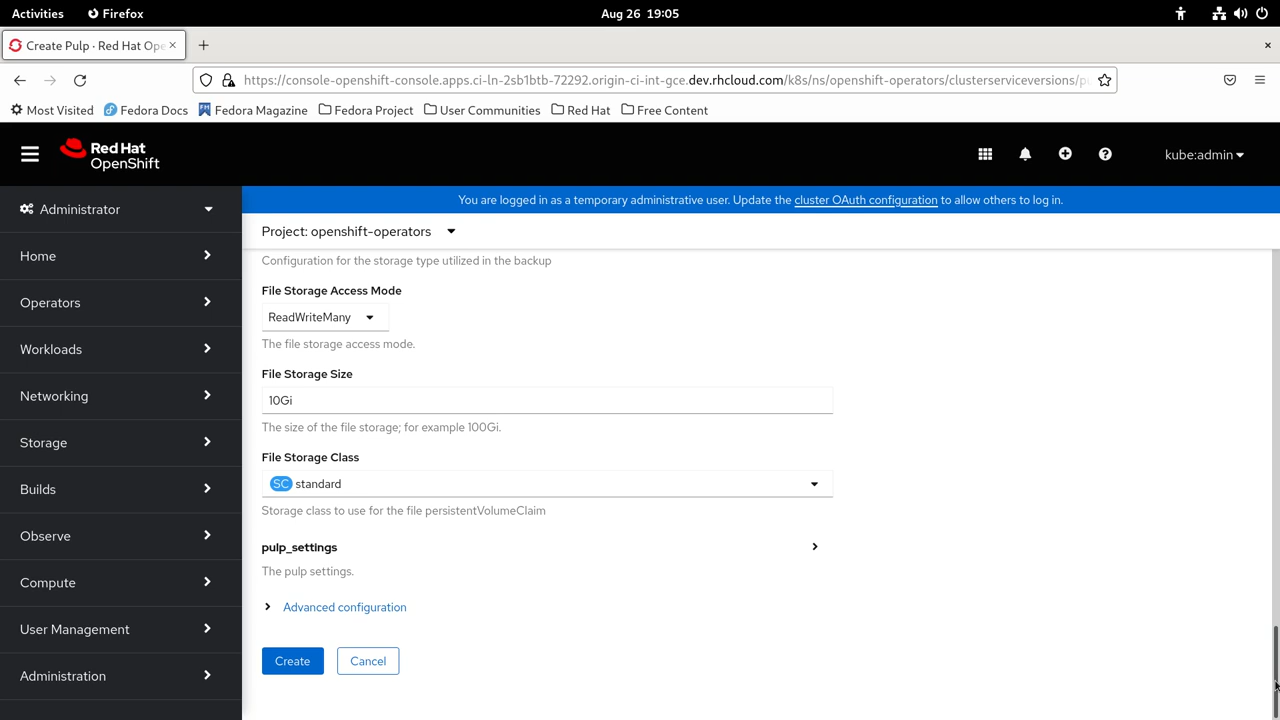 Activities Firefox Aug 26 19:05
Create Pulp · Red Hat Ope
https://console-openshift-console.apps.ci-ln-2sb1btb-72292.origin-ci-int-gce.dev.rhcloud.com/k8s/ns/openshift-operators/clusterserviceversions/p
Most Visited Fedora Docs Fedora Magazine Fedora Project User Communities Red Hat Free Content
Red Hat
OpenShift
kube:admin
Administrator
You are logged in as a temporary administrative user. Update the cluster OAuth configuration to allow others to log in.
Project: openshift-operators
Home
Operators
Workloads
Networking
Storage
Builds
Observe
Compute
User Management
Administration
Configuration for the storage type utilized in the backup
File Storage Access Mode
ReadWriteMany
The file storage access mode.
File Storage Size
10Gi
The size of the file storage; for example 100Gi.
File Storage Class
SC standard
Storage class to use for the file persistentVolumeClaim
pulp_settings
The pulp settings.
Advanced configuration
Create Cancel